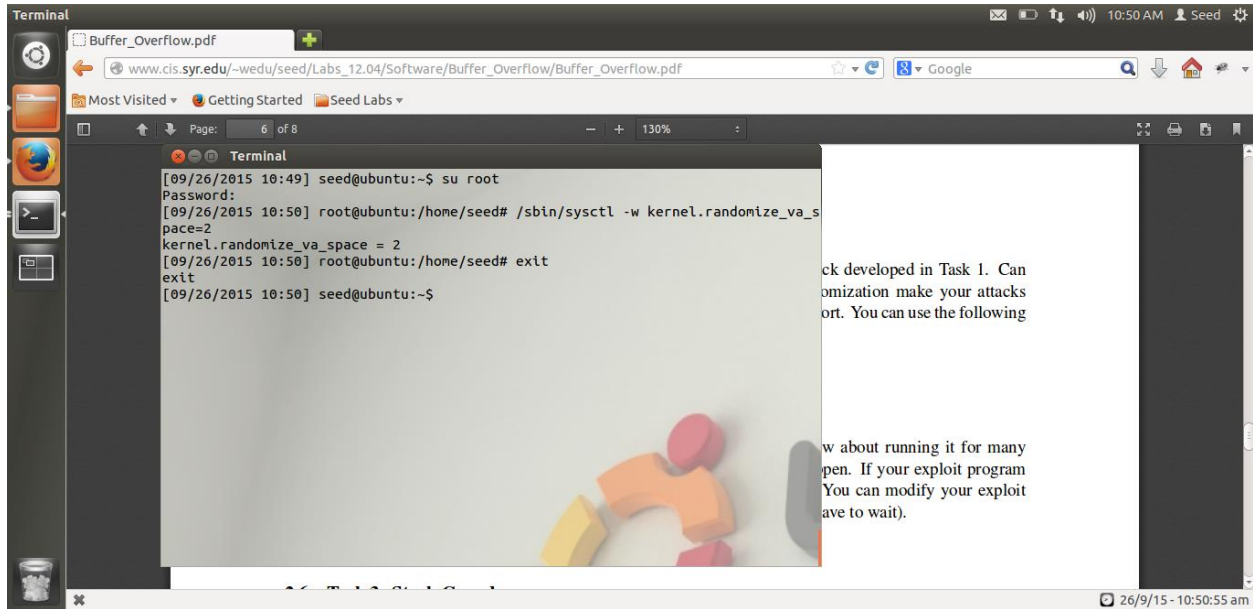 Terminal
10:50 AM Seed
Buffer_Overflow.pdf
www.cis.syr.edu/~wedu/seed/Labs_12.04/Software/Buffer_Overflow/Buffer_Overflow.pdf
Google
Most Visited
Getting Started
Seed Labs
Page: 6 of 8
130%
Terminal
[09/26/2015 10:49] seed@ubuntu:~$ su root
Password:
[09/26/2015 10:50] root@ubuntu:/home/seed# /sbin/sysctl -w kernel.randomize_va_s
pace=2
kernel.randomize_va_space = 2
[09/26/2015 10:50] root@ubuntu:/home/seed# exit
exit
[09/26/2015 10:50] seed@ubuntu:~$
ck developed in Task 1. Can
omization make your attacks
ort. You can use the following
w about running it for many
pen. If your exploit program
You can modify your exploit
ave to wait).
26/9/15 - 10:50:55 am